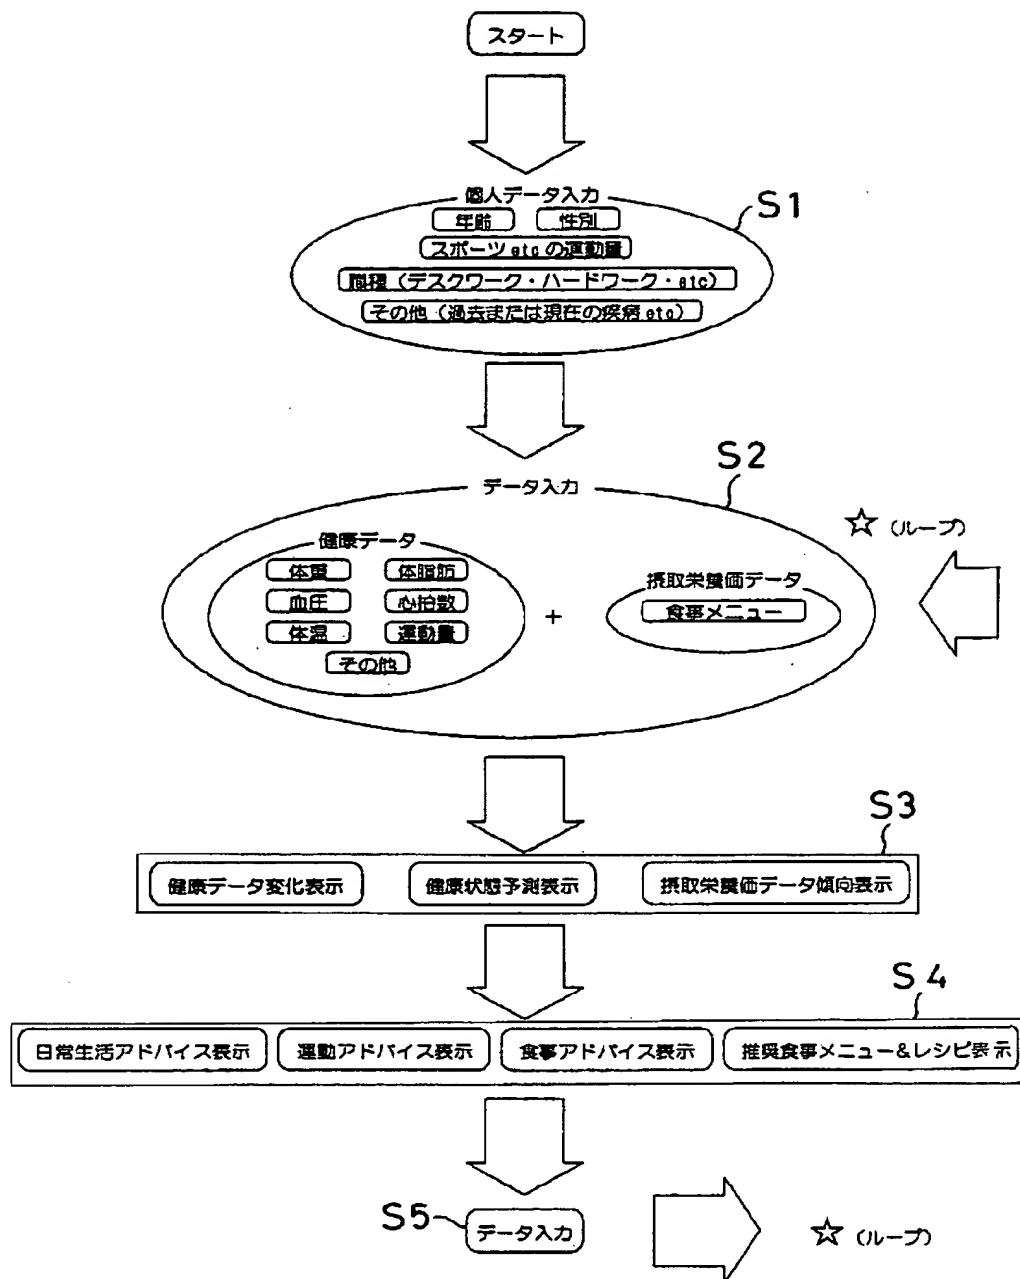 スタート
個人データ入力
S1
年齢 性別
スポーツetcの運動量
職種(デスクワーク・ハードワーク・etc)
その他(過去または現在の疾病etc)
S2
データ入力
☆(ループ)
健康データ
体重 体脂肪
血圧 心拍数
体温 運動量
その他
+
摂取栄養価データ
食事メニュー
S3
健康データ変化表示 健康状態予測表示 摂取栄養価データ傾向表示
S4
日常生活アドバイス表示 運動アドバイス表示 食事アドバイス表示 推奨食事メニュー&レシピ表示
S5 データ入力 ☆(ループ)